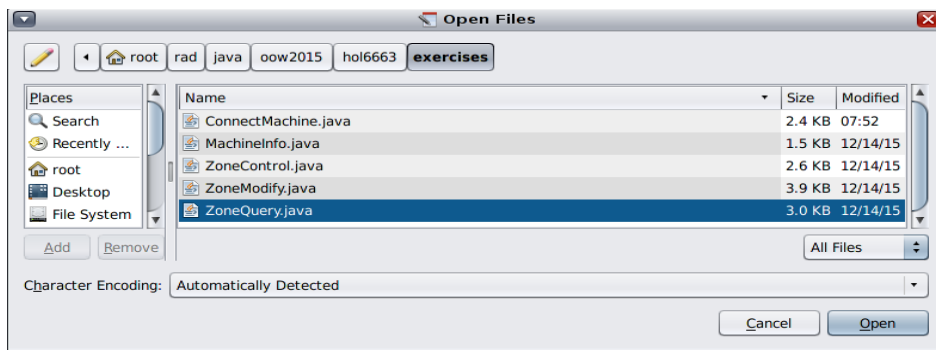 Open Files
root rad java oow2015 hol6663 exercises
Places Name Size Modified
Search ConnectMachine.java 2.4 KB 07:52
Recently ... MachineInfo.java 1.5 KB 12/14/15
root ZoneControl.java 2.6 KB 12/14/15
Desktop ZoneModify.java 3.9 KB 12/14/15
File System ZoneQuery.java 3.0 KB 12/14/15
Add Remove All Files
Character Encoding: Automatically Detected
Cancel Open